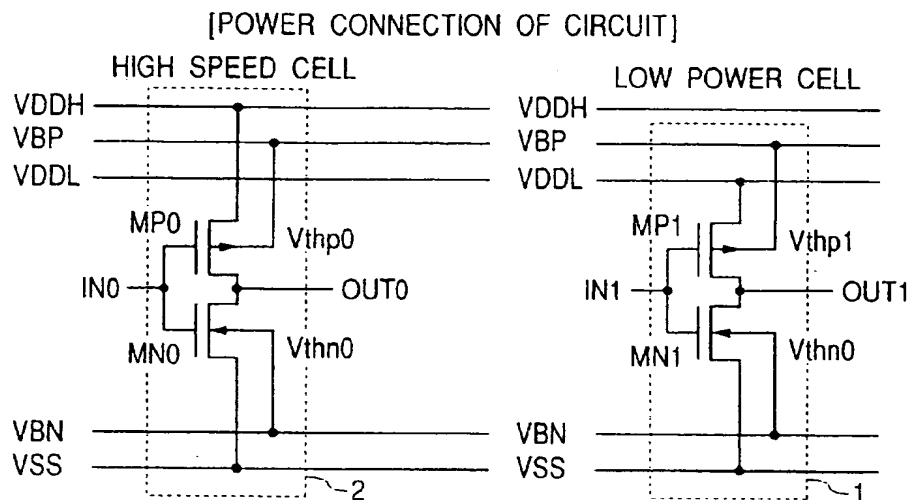 [POWER CONNECTION OF CIRCUIT]
HIGH SPEED CELL
VDDH
VBP
VDDL
MP0
Vthp0
IN0
OUT0
MN0
Vthn0
VBN
VSS
2
LOW POWER CELL
VDDH
VBP
VDDL
MP1
Vthp1
IN1
OUT1
MN1
Vthn0
VBN
VSS
1